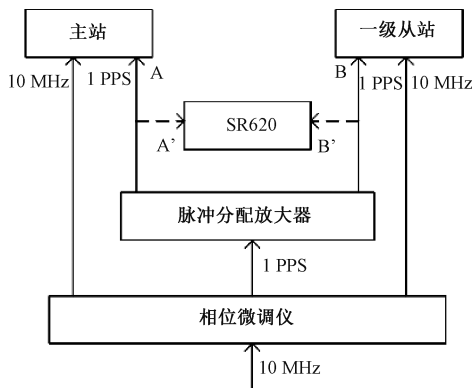 主站
一级从站
10 MHz
1 PPS
A
B
1 PPS
10 MHz
SR620
A’
B’
脉冲分配放大器
1 PPS
相位微调仪
10 MHz